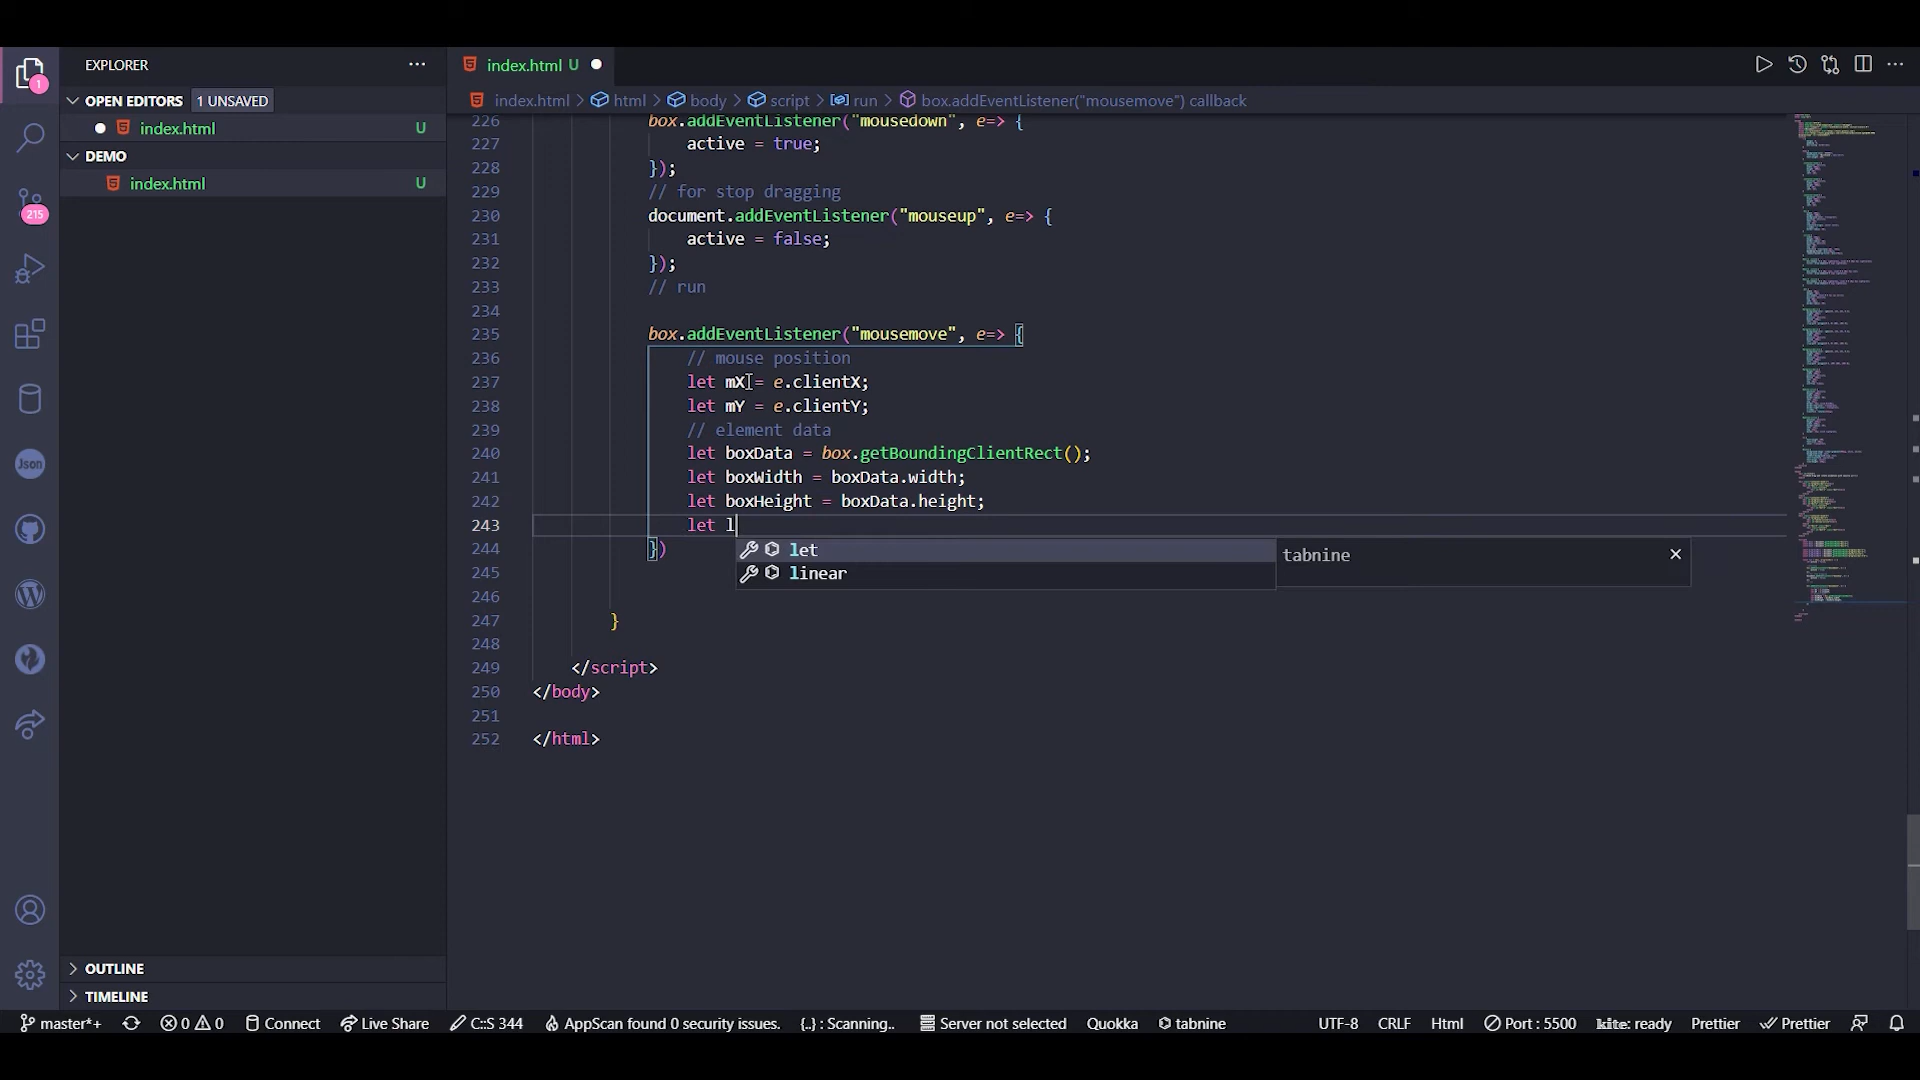 EXPLORER
index.html U
1
OPEN EDITORS 1 UNSAVED
index.html > html > body > script > run > box.addEventListener("mousemove") callback
index.html U
DEMO
index.html U
215
Json
226 box.addEventListener("mousedown", e=> {
227 active = true;
228 });
229 // for stop dragging
230 document.addEventListener("mouseup", e=> {
231 active = false;
232 });
233 // run
234
235 box.addEventListener("mousemove", e=> {
236 // mouse position
237 let mX = e.clientX;
238 let mY = e.clientY;
239 // element data
240 let boxData = box.getBoundingClientRect();
241 let boxWidth = boxData.width;
242 let boxHeight = boxData.height;
243 let l
let tabnine
244 })
linear
245
246
247 }
248
249 </script>
250 </body>
251
252 </html>
OUTLINE
TIMELINE
master*+ 0 0 Connect Live Share C::S 344 AppScan found 0 security issues. {..} : Scanning.. Server not selected Quokka tabnine UTF-8 CRLF Html Port : 5500 kite: ready Prettier Prettier